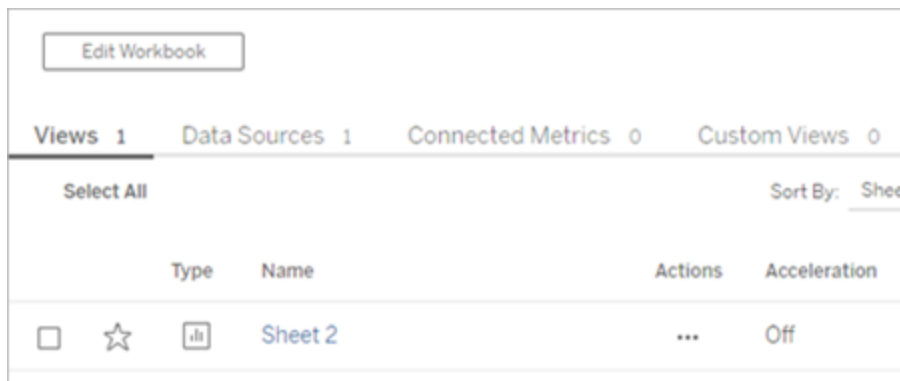 Edit Workbook
Views 1 Data Sources 1 Connected Metrics 0 Custom Views 0
Select All Sort By:
Type Name Actions Acceleration
Sheet 2 ••• Off